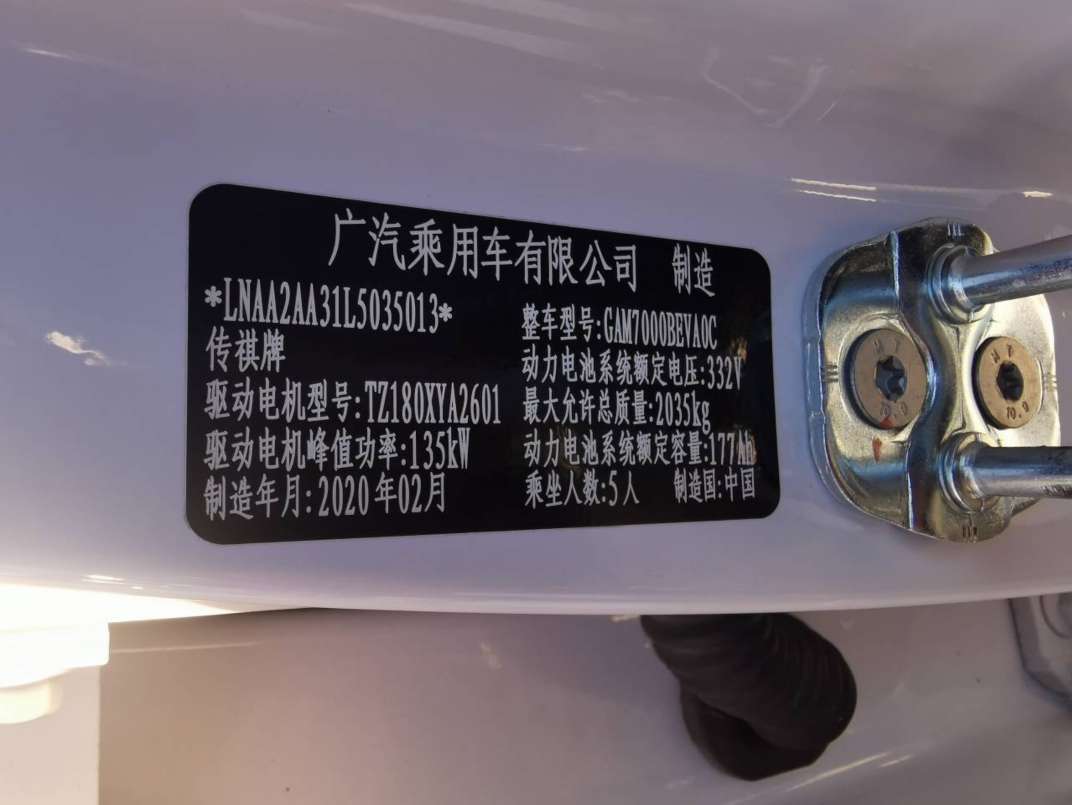 广汽乘用车有限公司 制造
*LNAA2AA31L5035013*
传祺牌
驱动电机型号:TZ180XYA2601
驱动电机峰值功率:135kW
制造年月:2020年02月
整车型号:GAM7000BEVA0C
动力电池系统额定电压:332V
最大允许总质量:2035kg
动力电池系统额定容量:177Ah
乘坐人数:5人 制造国:中国
10.9
10.9